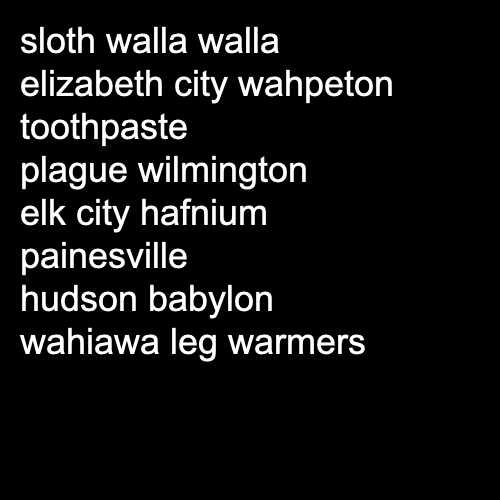 sloth walla walla
elizabeth city wahpeton
toothpaste
plague wilmington
elk city hafnium
painesville
hudson babylon
wahiawa leg warmers